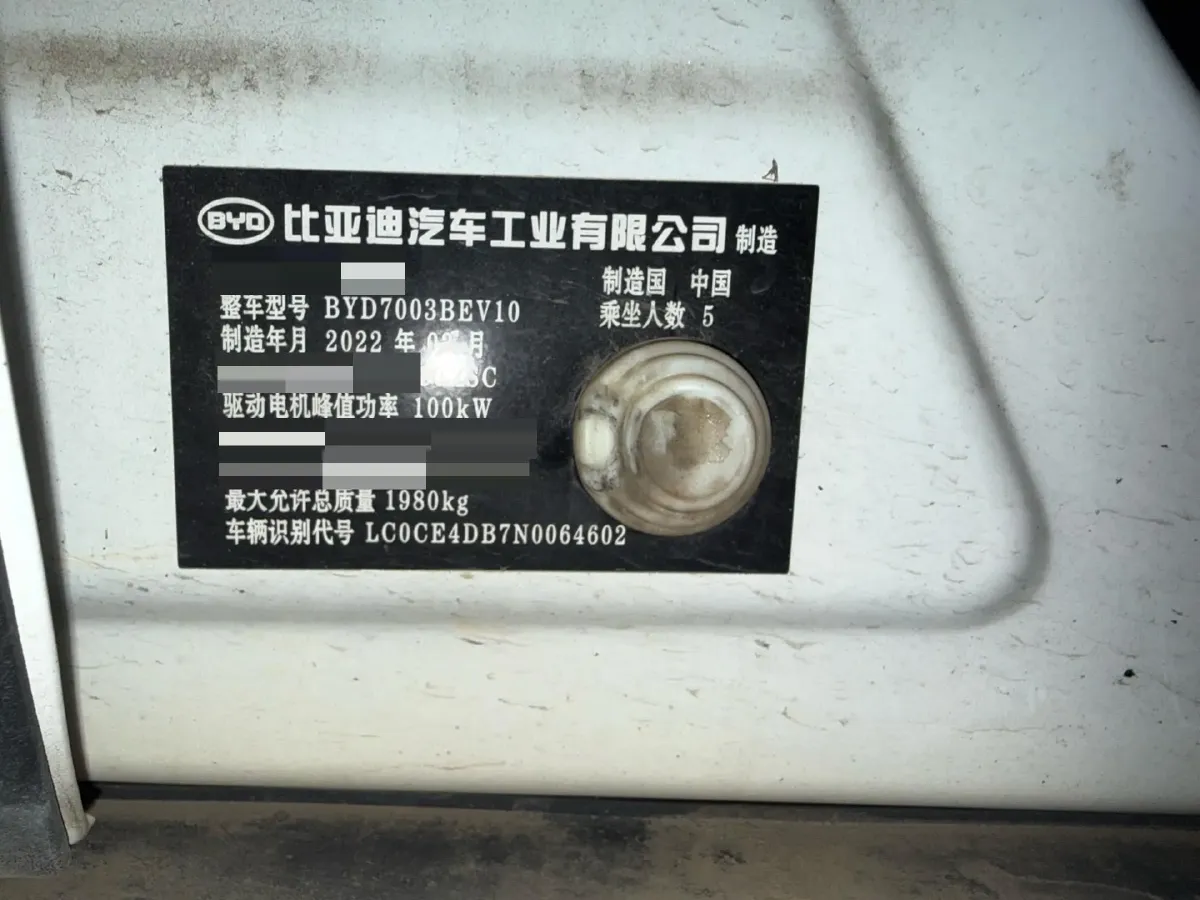 BYD 比亚迪汽车工业有限公司 制造
制造国 中国
整车型号 BYD7003BEV10
乘坐人数 5
制造年月 2022 年 月
驱动电机峰值功率 100kW
最大允许总质量 1980kg
车辆识别代号 LC0CE4DB7N0064602